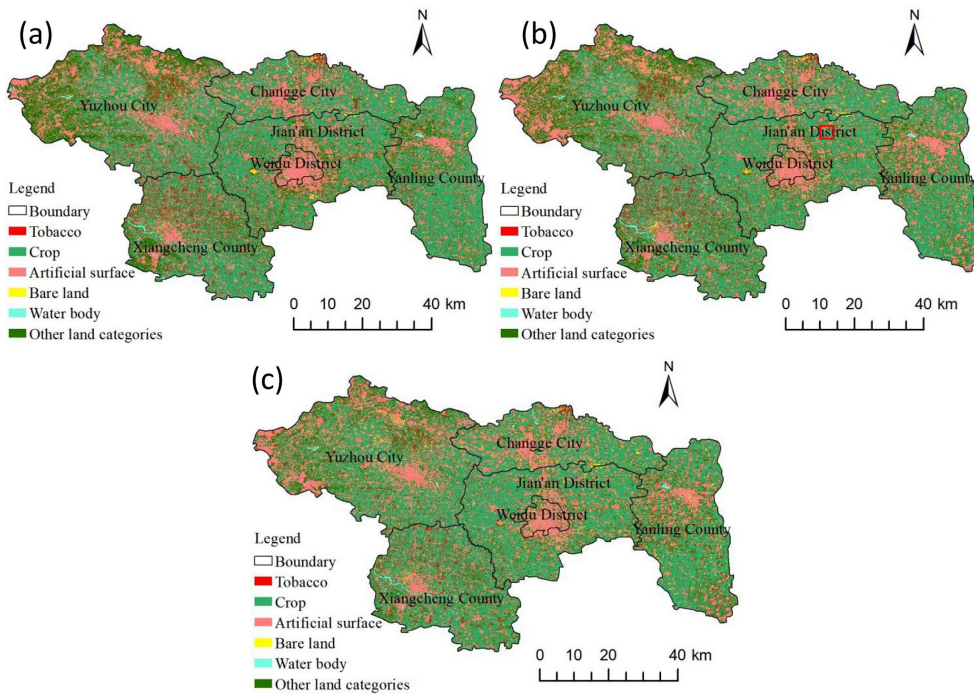 (a)
N
Changge City
Yuzhou City
Jian'an District
Weidu District
Yanling County
Xiangcheng County
Legend
Boundary
Tobacco
Crop
Artificial surface
Bare land
Water body
Other land categories
0 10 20 40 km
(b)
N
Changge City
Yuzhou City
Jian'an District
Weidu District
Yanling County
Xiangcheng County
Legend
Boundary
Tobacco
Crop
Artificial surface
Bare land
Water body
Other land categories
0 10 20 40 km
(c)
N
Changge City
Yuzhou City
Jian'an District
Weidu District
Yanling County
Xiangcheng County
Legend
Boundary
Tobacco
Crop
Artificial surface
Bare land
Water body
Other land categories
0 10 20 40 km